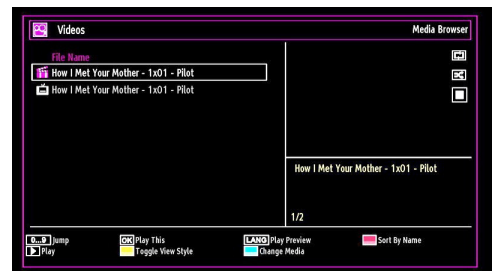 Videos
Media Browser
File Name
How I Met Your Mother - 1x01 - Pilot
How I Met Your Mother - 1x01 - Pilot
How I Met Your Mother - 1x01 - Pilot
1/2
0...9 Jump
OK Play This
LANG Play Preview
Sort By Name
Play
Toggle View Style
Change Media